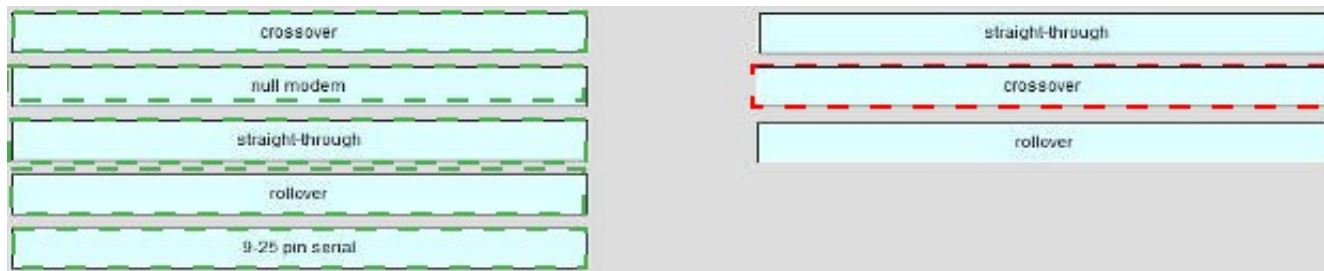 crossover
null modem
straight-through
rollover
9-25 pin serial
straight-through
crossover
rollover